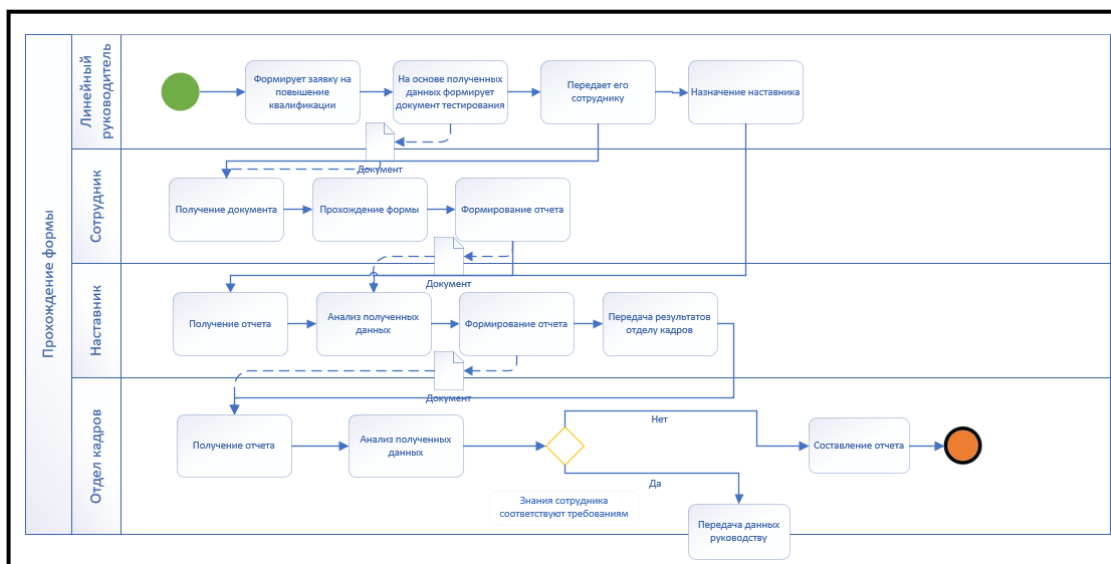 Прохождение формы
Линейный
руководитель
Формирует заявку на
повышение
квалификации
На основе полученных
данных формирует
документ тестирования
Передает его
сотруднику
Назначение наставника
Документ
Сотрудник
Получение документа
Прохождение формы
Формирование отчета
Документ
Наставник
Получение отчета
Анализ полученных
данных
Формирование отчета
Передача результатов
отделу кадров
Документ
Отдел кадров
Получение отчета
Анализ полученных
данных
Нет
Составление отчета
Да
Знания сотрудника
соответствуют требованиям
Передача данных
руководству